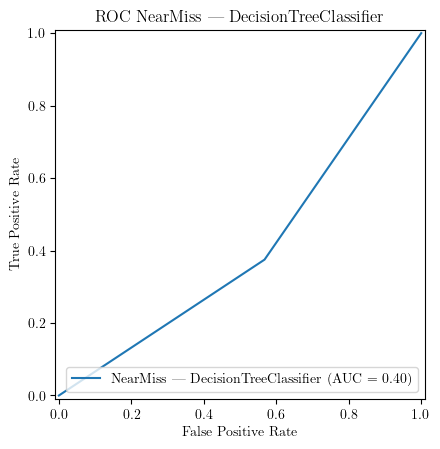 ROC NearMiss — DecisionTreeClassifier
1.0
0.8
0.6
0.4
0.2
0.0
True Positive Rate
NearMiss — DecisionTreeClassifier (AUC = 0.40)
0.0 0.2 0.4 0.6 0.8 1.0
False Positive Rate